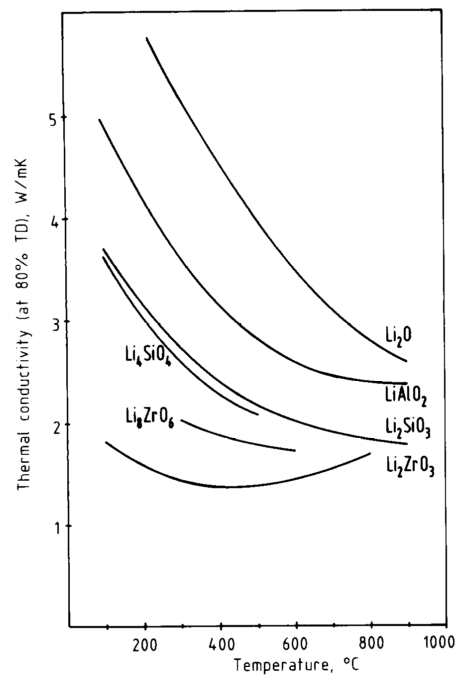 Thermal conductivity (at 80% TD), W/mK
5
4
3
2
1
Li₂O
LiAlO₂
Li₄SiO₄
Li₂SiO₃
Li₈ZrO₆
Li₂ZrO₃
200 400 600 800 1000
Temperature, °C